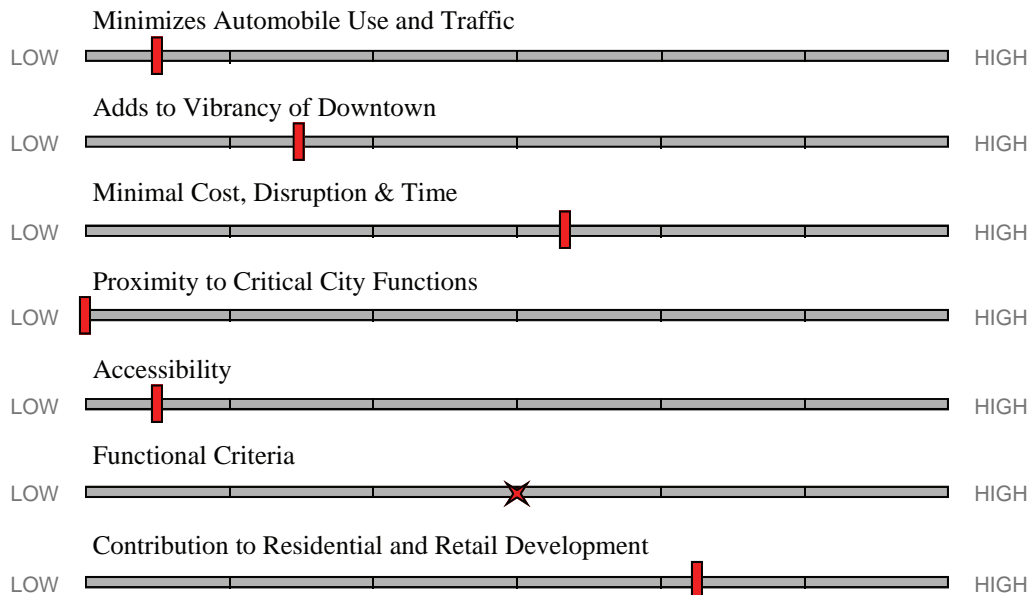 Minimizes Automobile Use and Traffic
LOW HIGH
Adds to Vibrancy of Downtown
LOW HIGH
Minimal Cost, Disruption & Time
LOW HIGH
Proximity to Critical City Functions
LOW HIGH
Accessibility
LOW HIGH
Functional Criteria
LOW HIGH
Contribution to Residential and Retail Development
LOW HIGH